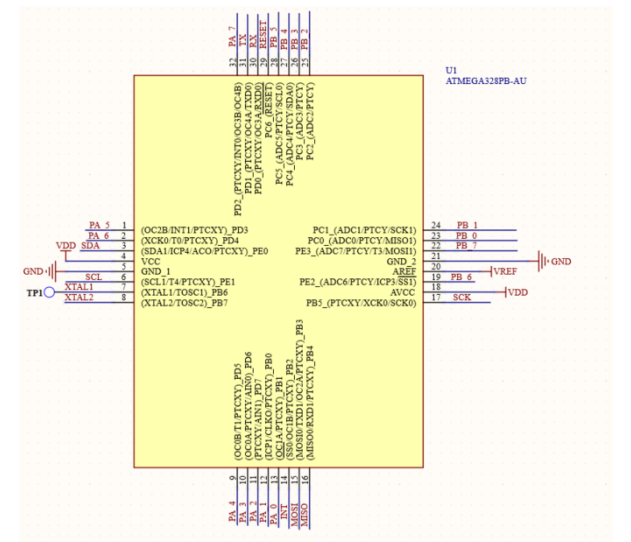 PA_7
TX
RX
RESET
PB_5
PB_4
PB_3
PB_2
32
31
30
29
28
27
26
25
U1
ATMEGA328PB-AU
PD2_(PTCXY/INT0/OC3B/OC4B)
PD1_(PTCXY/OC4A/TXD0)
PD0_(PTCXY/OC3A/RXD0)
PC6_(RESET)
PC5_(ADC5/PTCY/SCL0)
PC4_(ADC4/PTCY/SDA0)
PC3_(ADC3/PTCY)
PC2_(ADC2/PTCY)
PA_5 1 (OC2B/INT1/PTCXY)_PD3
PA_6 2 (XCK0/T0/PTCXY)_PD4
VDD SDA 3 (SDA1/ICP4/ACO/PTCXY)_PE0
4 VCC
GND 5 GND_1
SCL 6 (SCL1/T4/PTCXY)_PE1
TP1 XTAL1 7 (XTAL1/TOSC1)_PB6
XTAL2 8 (XTAL2/TOSC2)_PB7
PC1_(ADC1/PTCY/SCK1) 24 PB_1
PC0_(ADC0/PTCY/MISO1) 23 PB_0
PE3_(ADC7/PTCY/T3/MOSI1) 22 PB_7
GND_2 21 GND
AREF 20 VREF
PE2_(ADC6/PTCY/ICP3/SS1) 19 PB_6
AVCC 18 VDD
PB5_(PTCXY/XCK0/SCK0) 17 SCK
(OC0B/T1/PTCXY)_PD5
(OC0A/PTCXY/AIN0)_PD6
(PTCXY/AIN1)_PD7
(ICP1/CLKO/PTCXY)_PB0
(OC1A/PTCXY)_PB1
(SS0/OC1B/PTCXY)_PB2
(MOSI0/TXD1/OC2A/PTCXY)_PB3
(MISO0/RXD1/PTCXY)_PB4
9
10
11
12
13
14
15
16
PA_4
PA_3
PA_2
PA_1
PA_0
INT
MOSI
MISO